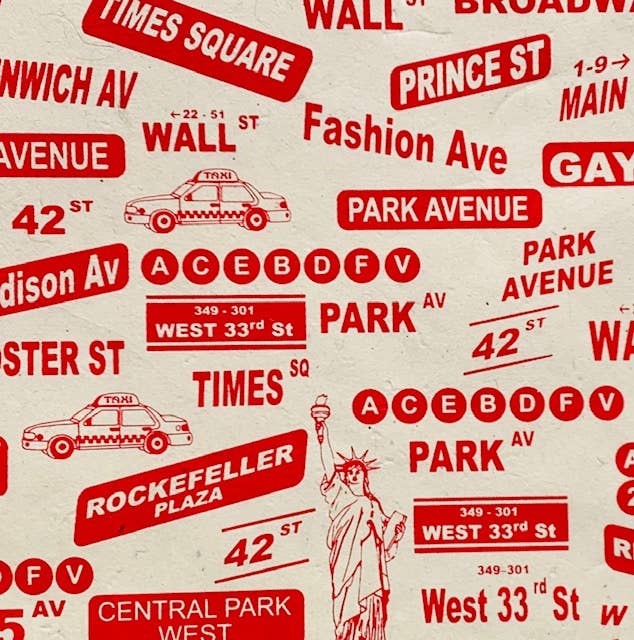 TIMES SQUARE
WALL ST
BROADWA
NWICH AV
PRINCE ST
1-9→
MAIN
←22 - 51
WALL ST
Fashion Ave
AVENUE
GAY
TAXI
42 ST
PARK AVENUE
PARK
AVENUE
dison Av
A C E B D F V
349 - 301
WEST 33rd St
PARK AV
42 ST
WA
OSTER ST
TIMES SQ
TAXI
A C E B D F V
PARK AV
ROCKEFELLER
PLAZA
349 - 301
WEST 33rd St
42 ST
349-301
West 33 rd St
F V
5 AV
CENTRAL PARK
WEST
W